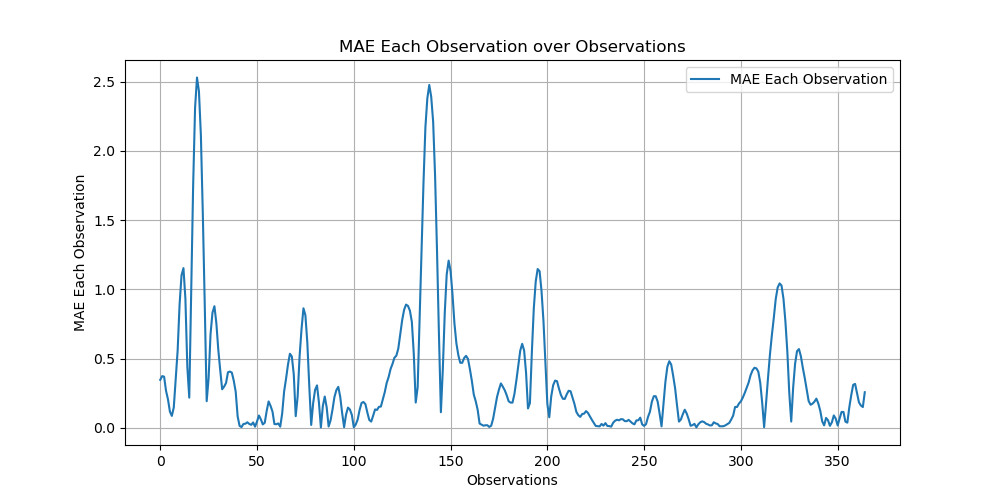 MAE Each Observation over Observations
MAE Each Observation
2.5
2.0
1.5
1.0
0.5
0.0
MAE Each Observation
0 50 100 150 200 250 300 350
Observations